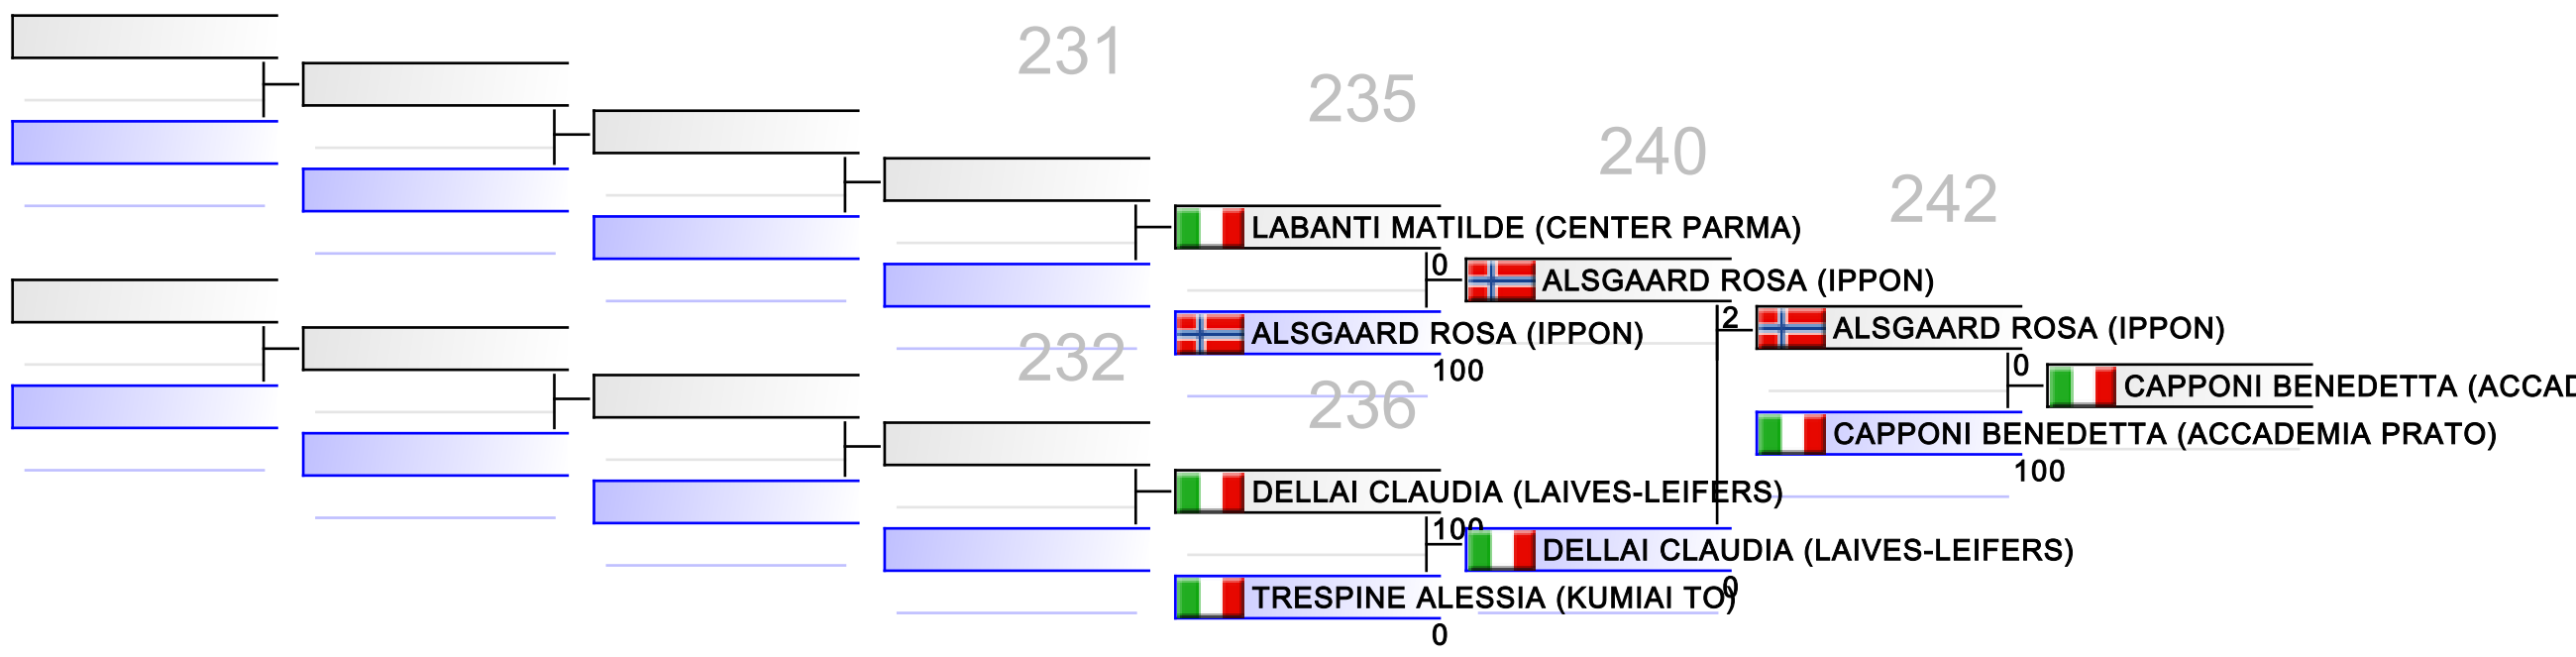 231
235
240
242
LABANTI MATILDE (CENTER PARMA)
0
ALSGAARD ROSA (IPPON)
2
ALSGAARD ROSA (IPPON)
ALSGAARD ROSA (IPPON)
232
0
100
CAPPONI BENEDETTA (ACCAD
236
CAPPONI BENEDETTA (ACCADEMIA PRATO)
100
DELLAI CLAUDIA (LAIVES-LEIFERS)
100
DELLAI CLAUDIA (LAIVES-LEIFERS)
0
TRESPINE ALESSIA (KUMIAI TO)
0